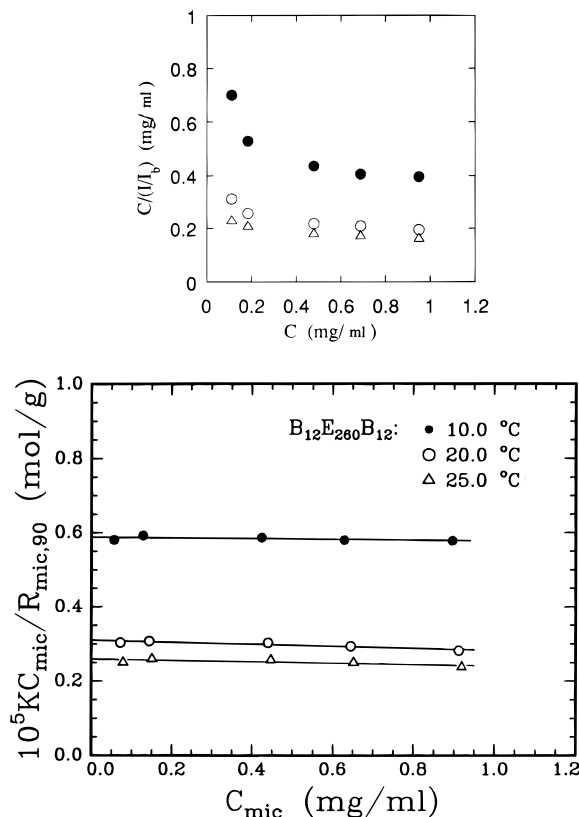 C/(I/I_b) (mg/ml)
1
0.8
0.6
0.4
0.2
0
0 0.2 0.4 0.6 0.8 1 1.2
C (mg/ml)
10^5KC_mic/R_mic,90 (mol/g)
1.0
0.8
0.6
0.4
0.2
0.0
B_12E_260B_12: ● 10.0 °C
○ 20.0 °C
△ 25.0 °C
0.0 0.2 0.4 0.6 0.8 1.0 1.2
C_mic (mg/ml)